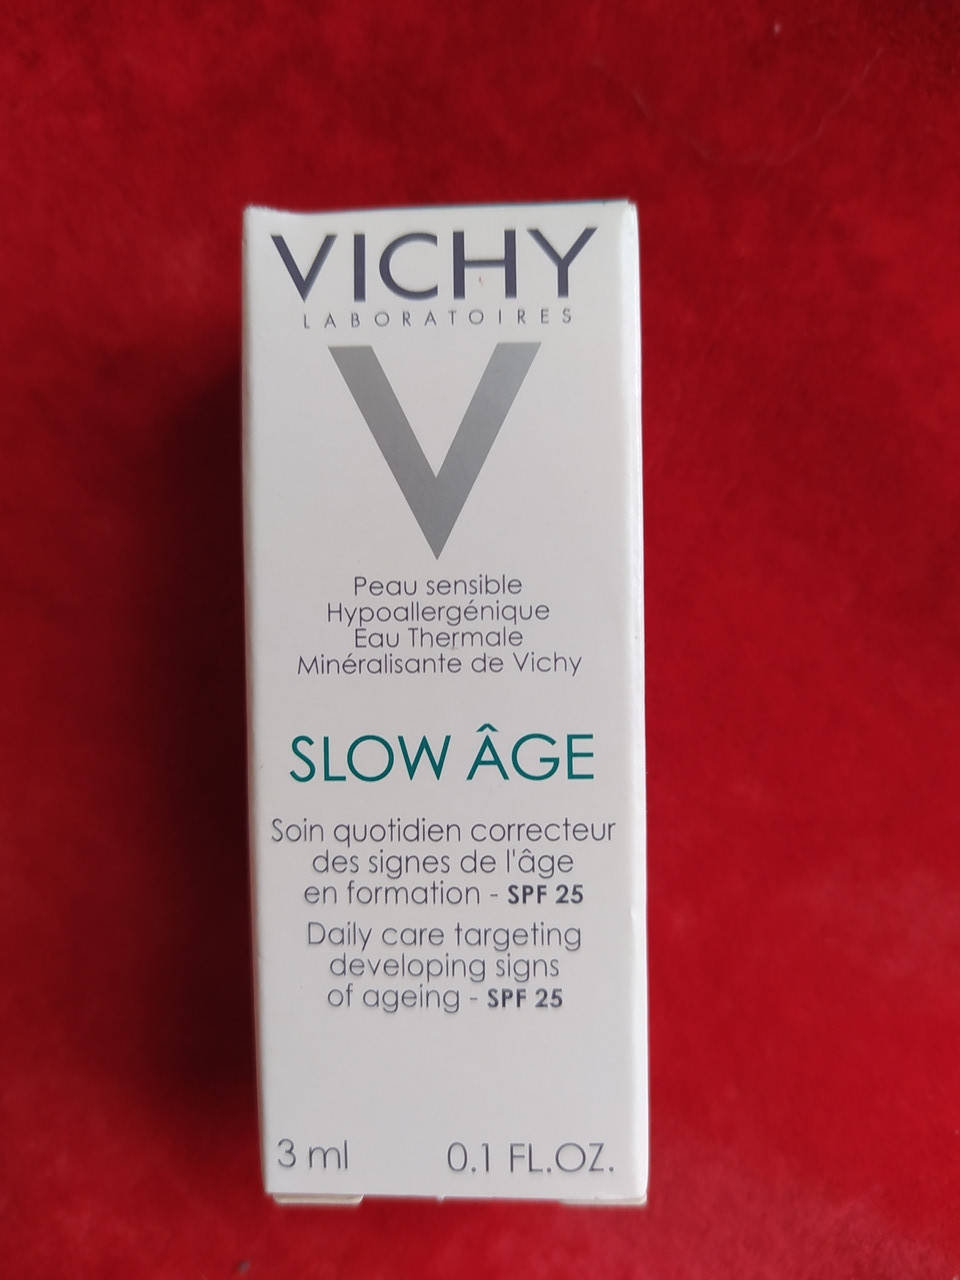 VICHY
LABORATOIRES
V
Peau sensible
Hypoallergénique
Eau Thermale
Minéralisante de Vichy
SLOW ÂGE
Soin quotidien correcteur
des signes de l'âge
en formation - SPF 25
Daily care targeting
developing signs
of ageing - SPF 25
3 ml 0.1 FL.OZ.